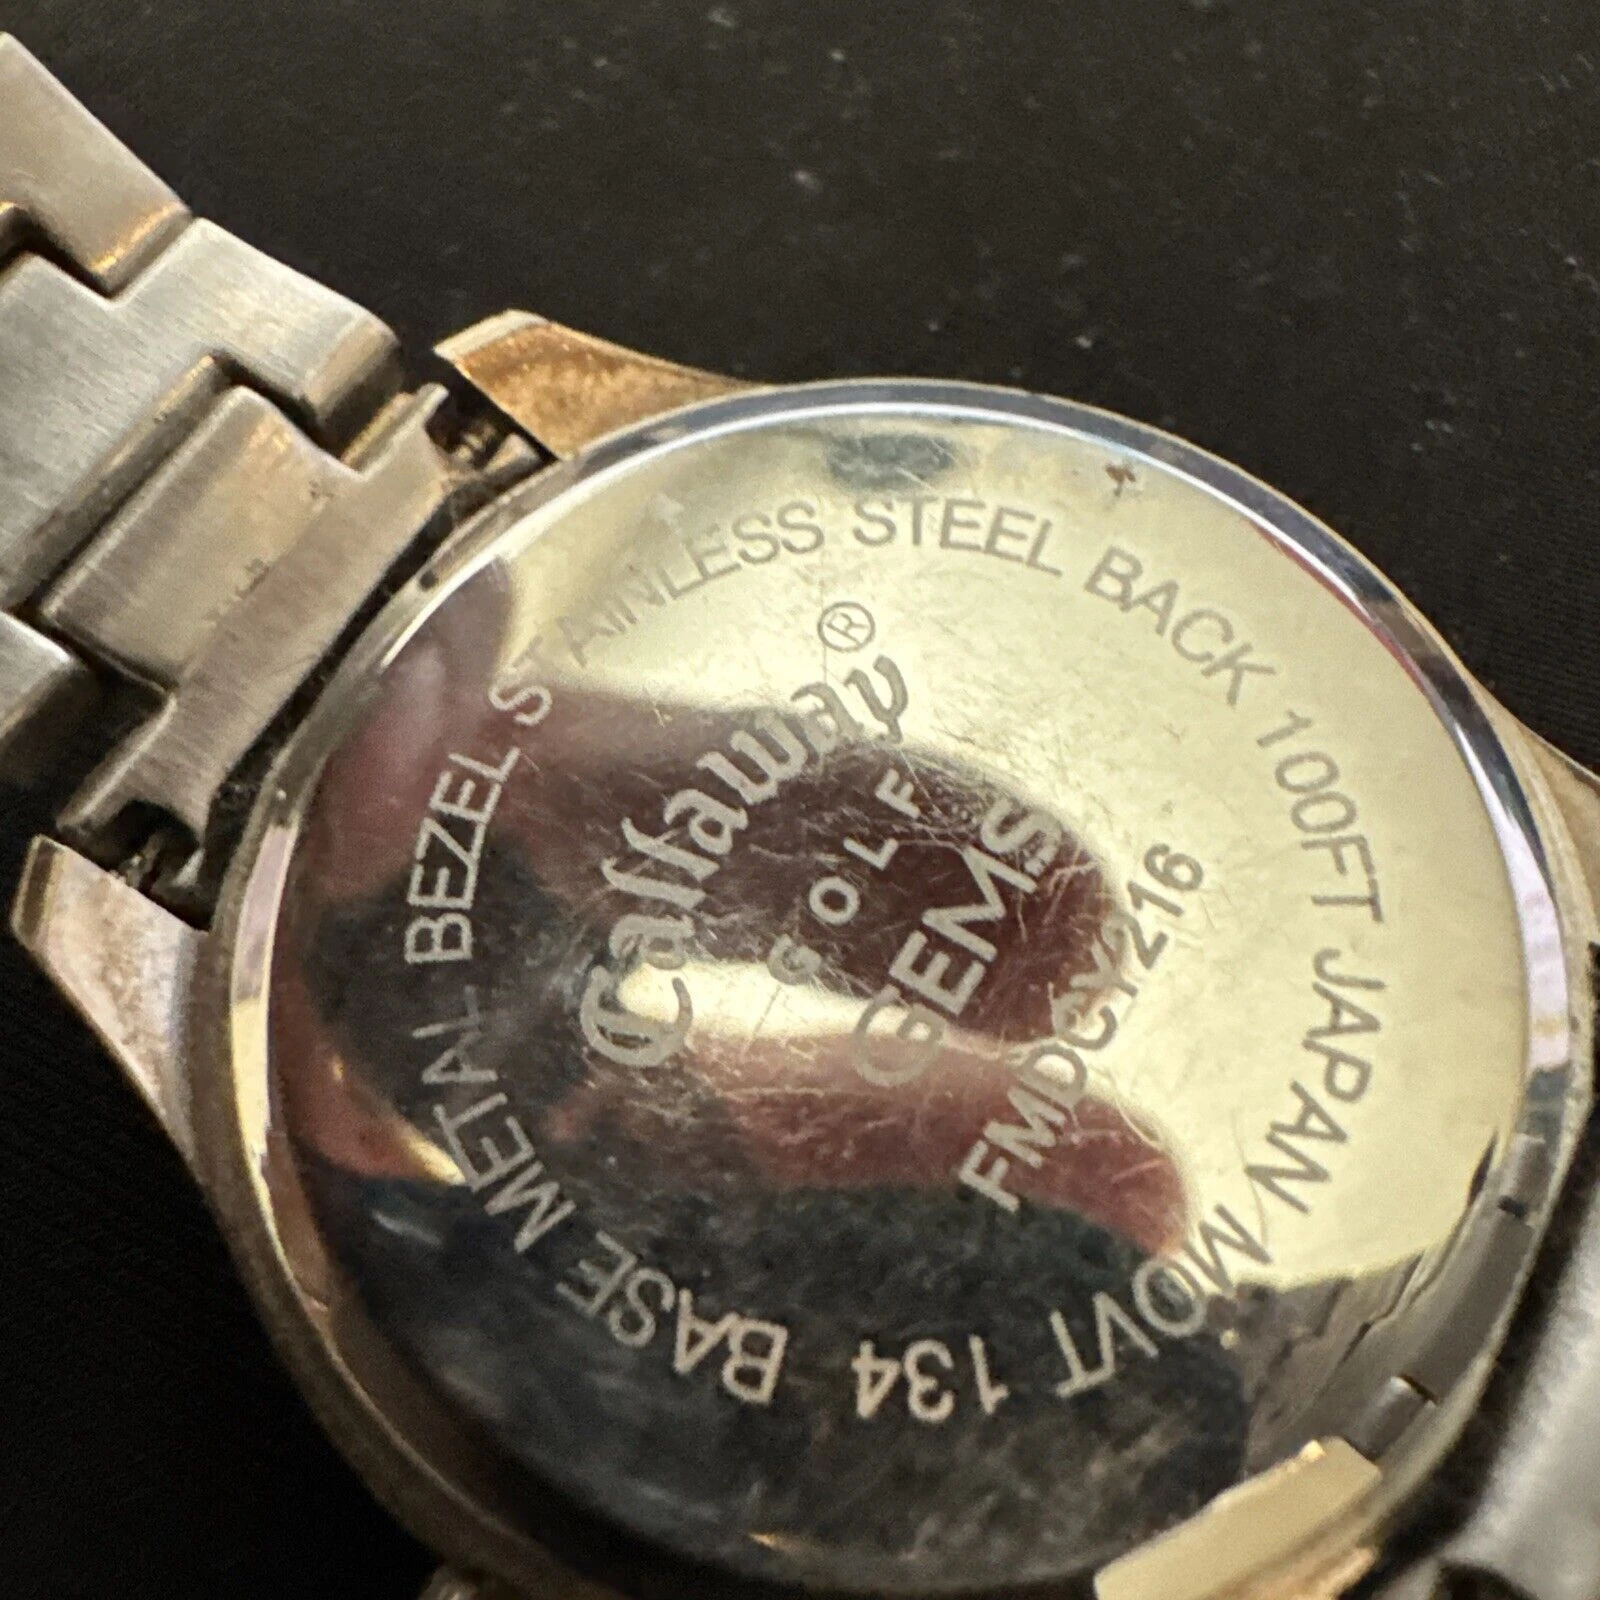 Callaway®
GOLF
GEMS
FMDCY216
BASE METAL BEZEL STAINLESS STEEL BACK 100FT JAPAN MOVT 134